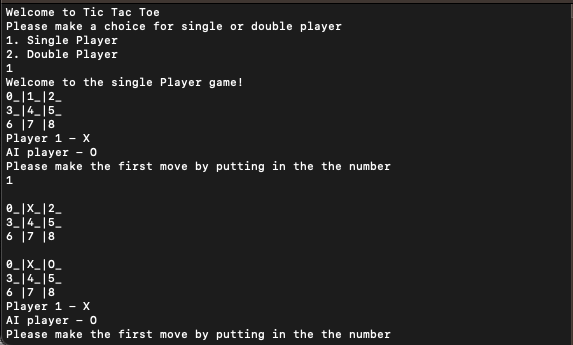 Welcome to Tic Tac Toe
Please make a choice for single or double player
1. Single Player
2. Double Player
1
Welcome to the single Player game!
0_|1_|2_
3_|4_|5_
6 |7 |8
Player 1 – X
AI player – O
Please make the first move by putting in the the number
1
0_|X_|2_
3_|4_|5_
6 |7 |8
0_|X_|O_
3_|4_|5_
6 |7 |8
Player 1 – X
AI player – O
Please make the first move by putting in the the number